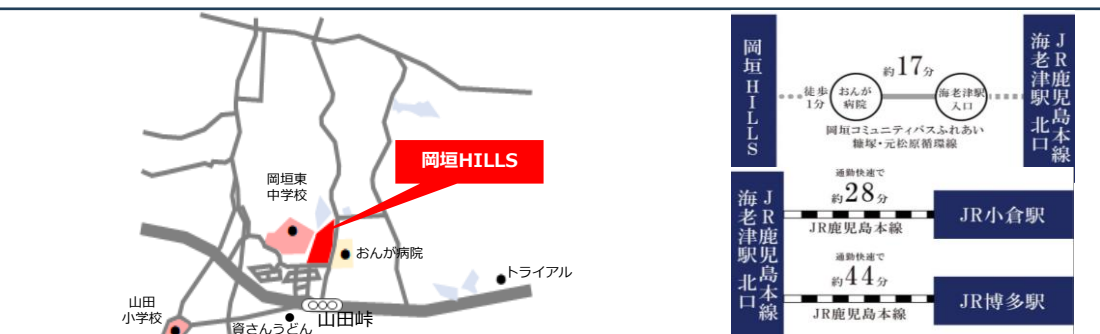 岡垣HILLS
岡垣東
中学校
おんが病院
トライアル
山田
小学校
山田峠
資さんうどん
岡垣HILLS
徒歩
1分
おんが
病院
約17分
海老津駅
入口
岡垣コミュニティバスふれあい
糠塚・元松原循環線
JR鹿児島本線
海老津駅 北口
JR鹿児島本線
海老津駅 北口
通勤快速で
約28分
JR鹿児島本線
JR小倉駅
通勤快速で
約44分
JR鹿児島本線
JR博多駅